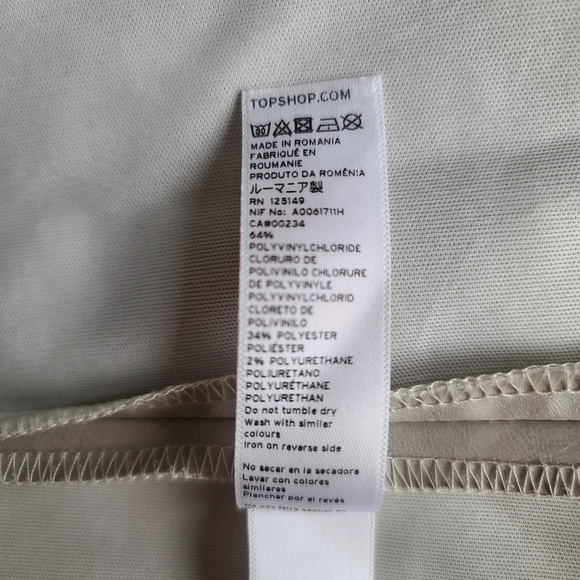 TOPSHOP.COM
MADE IN ROMANIA
FABRIQUÉ EN
ROUMANIE
PRODUTO DA ROMÊNIA
ルーマニア製
RN 123149
NIF No: A0061711H
CA#00234
64%
POLYVINYLCHLORIDE
CLORURO DE
POLIVINILO CHLORURE
DE POLYVINYLE
POLYVINYLCHLORID
CLORETO DE
POLIVINILO
34% POLYESTER
POLIÉSTER
2% POLYURETHANE
POLIURETANO
POLYURÉTHANE
POLYURETHAN
Do not tumble dry
Wash with similar
colours
Iron on reverse side
No secar en la secadora
Lavar con colores
similares
Planchar por el revés